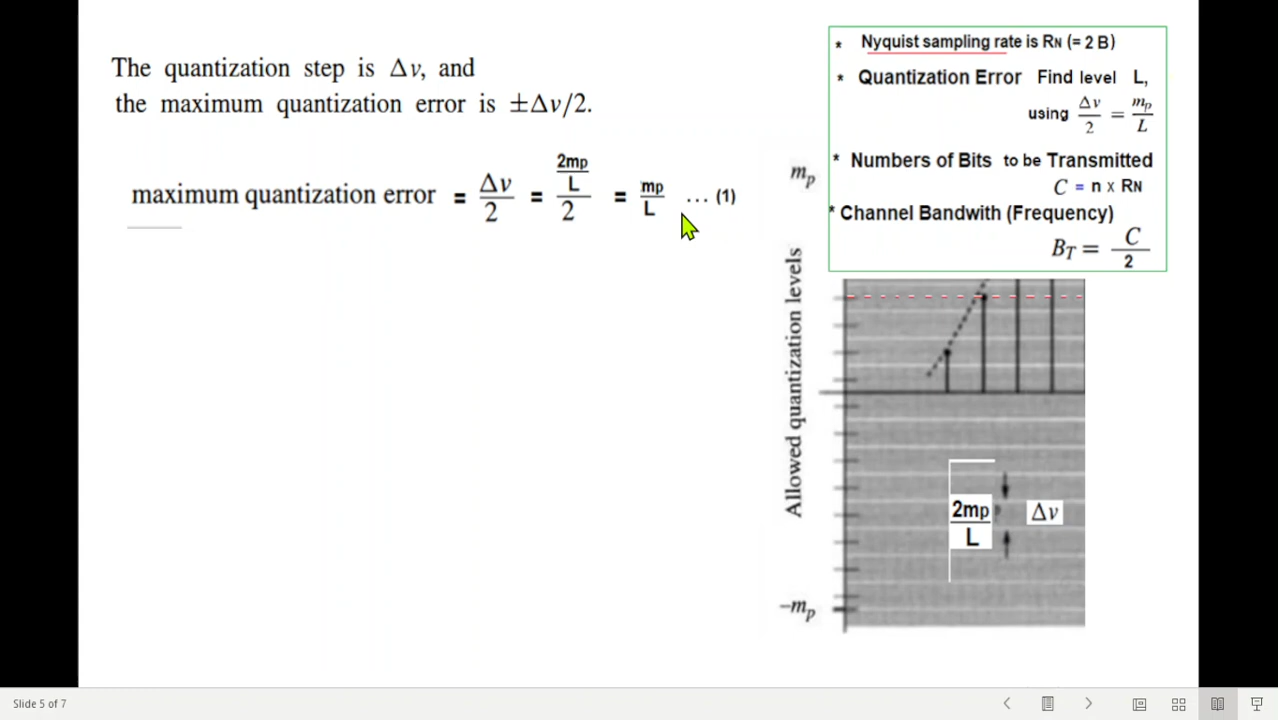 The quantization step is Δv, and
the maximum quantization error is ±Δv/2.
maximum quantization error = Δv/2 = (2mp/L)/2 = mp/L ... (1)
* Nyquist sampling rate is RN (= 2 B)
* Quantization Error Find level L,
using Δv/2 = mp/L
* Numbers of Bits to be Transmitted
C = n x RN
* Channel Bandwith (Frequency)
BT = C/2
mp
Allowed quantization levels
2mp/L Δv
–mp
Slide 5 of 7